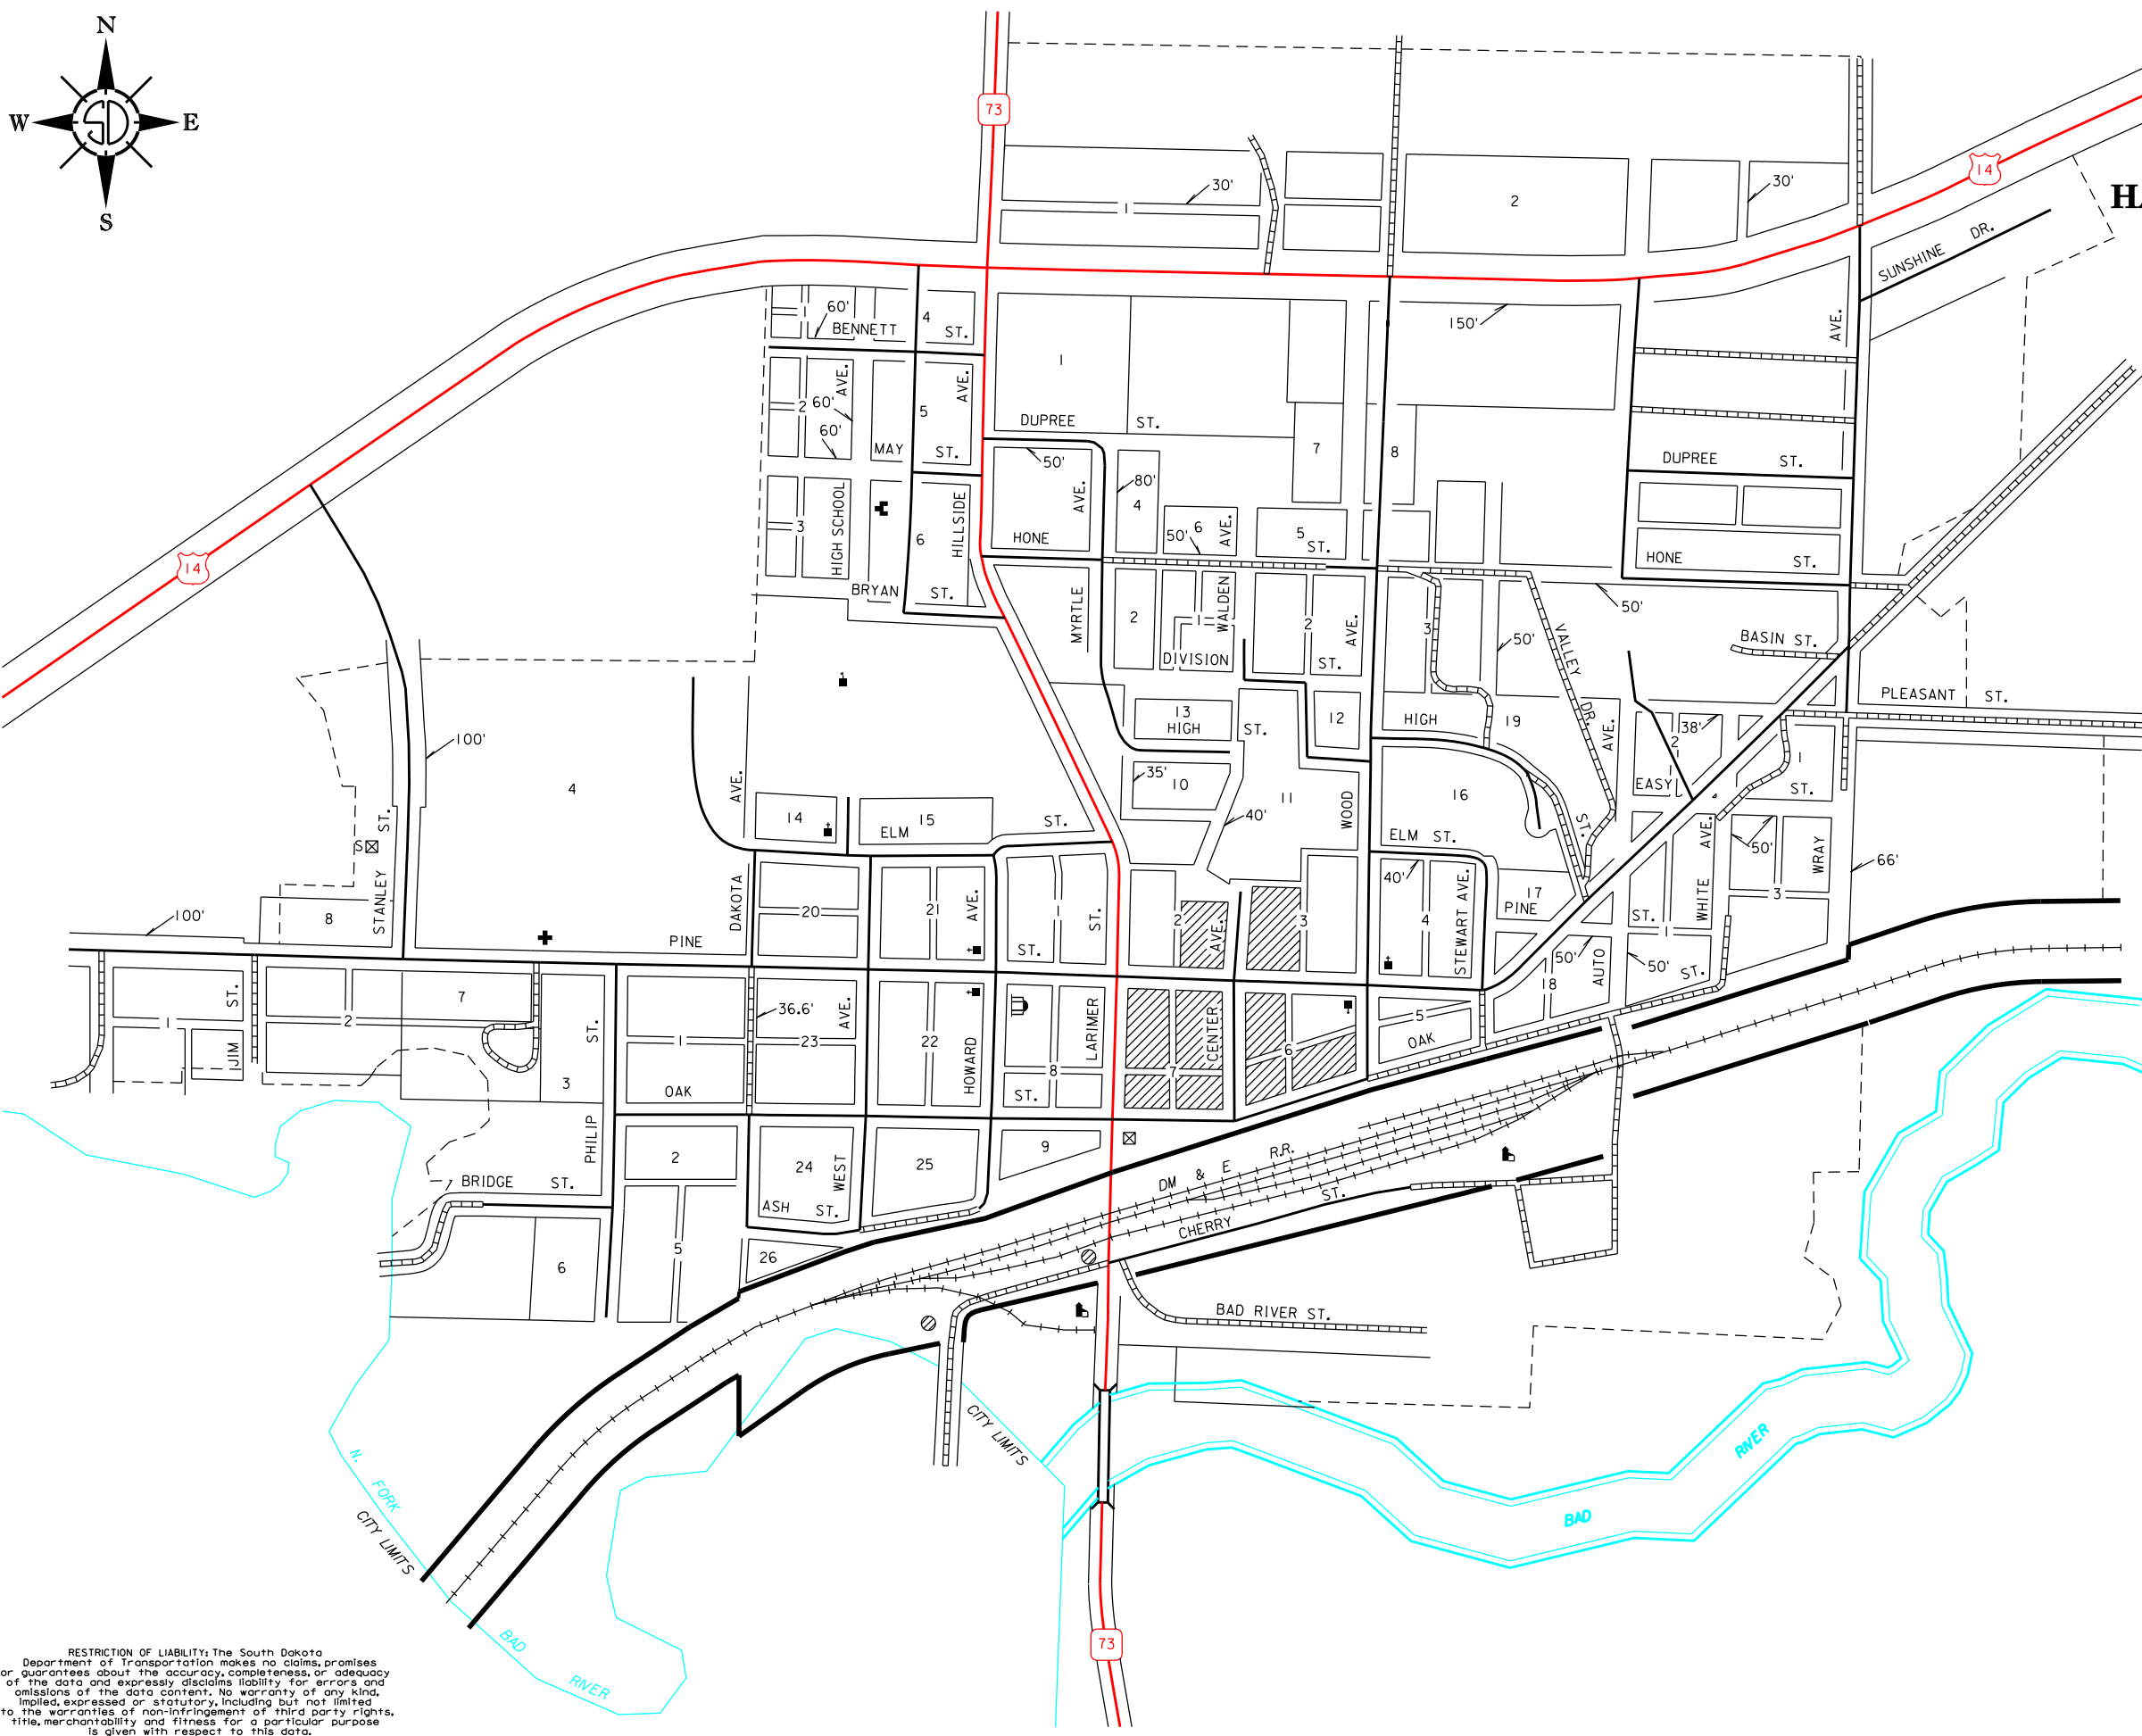 N
W E
S
73
30'
1
2
30'
14
SUNSHINE DR.
60'
1
BENNETT ST.
4
1
150'
AVE.
AVE.
AVE.
2
60'
60'
5
DUPREE ST.
MAY ST.
7
8
DUPREE ST.
50'
AVE.
80'
4
HIGH SCHOOL
HILLSIDE
3
6
HONE
50'
6
AVE.
5
ST.
HONE ST.
14
BRYAN ST.
MYRTLE
2
1
WALDEN
2
AVE.
3
50'
50'
VALLEY DR.
BASIN ST.
DIVISION ST.
PLEASANT ST.
13
HIGH ST.
12
HIGH
19
AVE.
2
38'
100'
4
AVE.
35'
10
11
40'
WOOD
16
EASY ST.
1
14
15
ELM ST.
ELM ST.
ST.
ST.
S
AVE.
50'
WRAY
66'
STANLEY
DAKOTA
40'
STEWART AVE.
17
PINE ST.
WHITE
3
100'
8
20
21
AVE.
1
ST.
2
AVE.
3
4
1
PINE ST.
50'
50'
ST.
AUTO
18
7
1
2
ST.
JIM
36.6'
AVE.
LARIMER
CENTER
5
OAK
ST.
1
23
22
HOWARD
8
7
6
3
OAK ST.
PHILIP
2
24
WEST
25
9
DM & E R.R.
BRIDGE ST.
ASH ST.
CHERRY ST.
5
26
6
BAD RIVER ST.
CITY LIMITS
N. FORK
BAD RIVER
CITY LIMITS
BAD RIVER
73
RESTRICTION OF LIABILITY: The South Dakota
Department of Transportation makes no claims, promises
or guarantees about the accuracy, completeness, or adequacy
of the data and expressly disclaims liability for errors and
omissions of the data content. No warranty of any kind,
implied, expressed or statutory, including but not limited
to the warranties of non-infringement of third party rights,
title, merchantability and fitness for a particular purpose
is given with respect to this data.